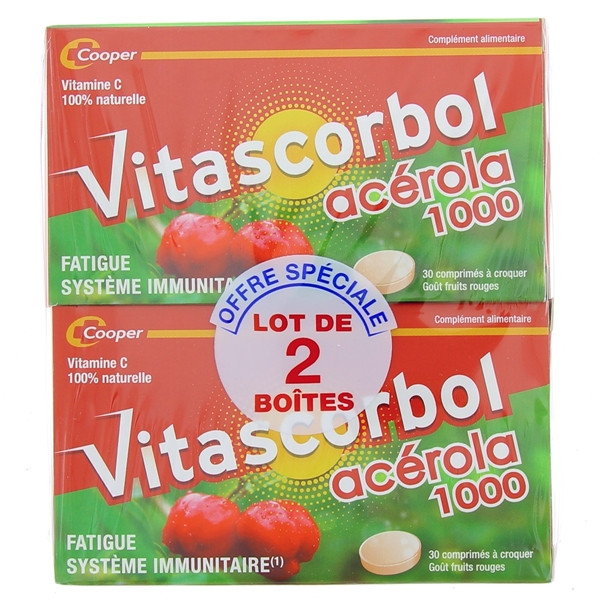 Cooper
Complément alimentaire
Vitamine C
100% naturelle
Vitascorbol
acérola
1000
FATIGUE
SYSTÈME IMMUNITA
30 comprimés à croquer
Goût fruits rouges
OFFRE SPÉCIALE
LOT DE
2
BOÎTES
Cooper
Complément alimentaire
Vitamine C
100% naturelle
Vitascorbol
acérola
1000
FATIGUE
SYSTÈME IMMUNITAIRE(1)
30 comprimés à croquer
Goût fruits rouges